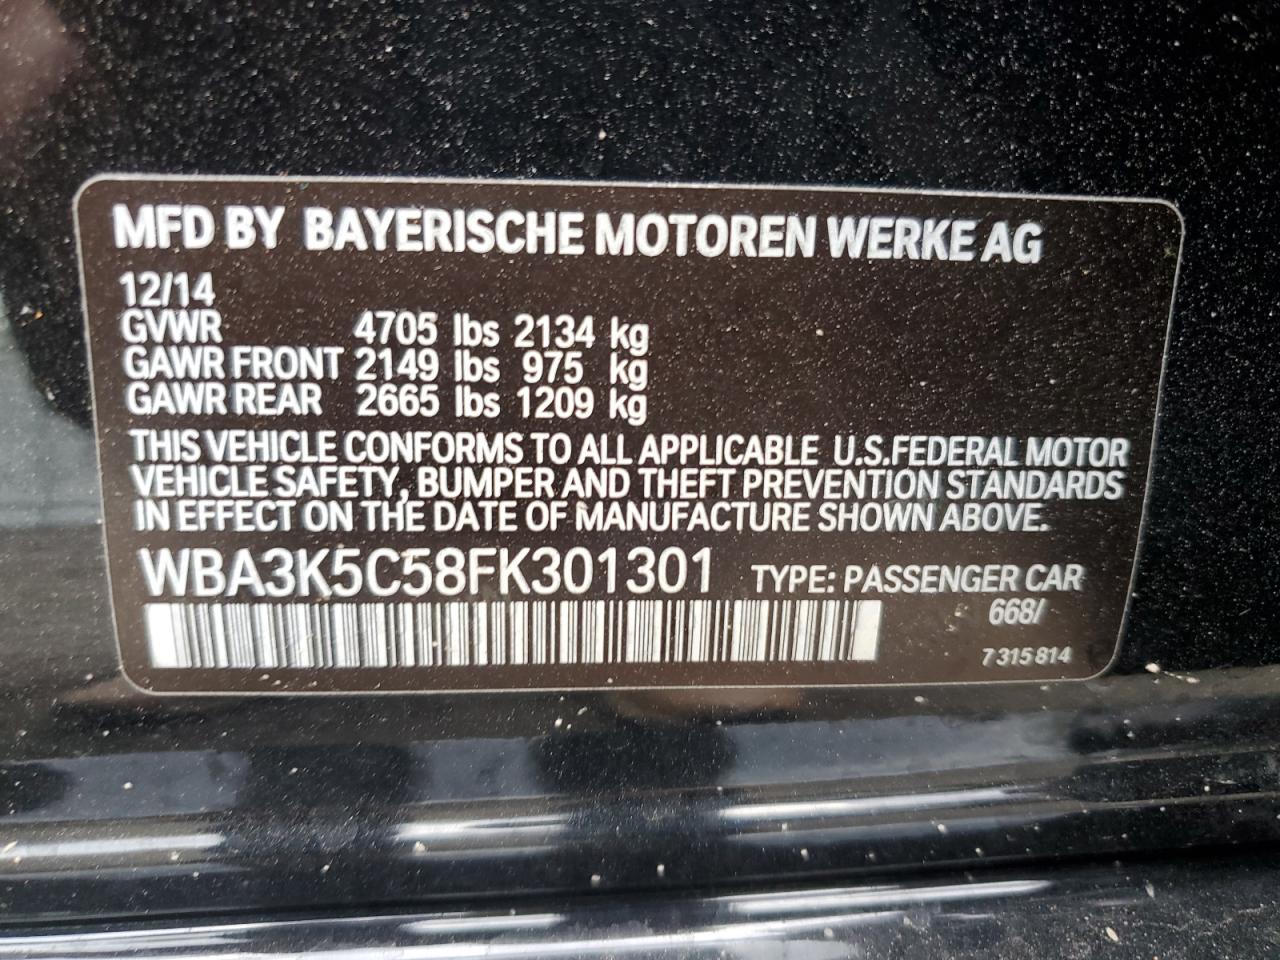 MFD BY BAYERISCHE MOTOREN WERKE AG
12/14
GVWR 4705 lbs 2134 kg
GAWR FRONT 2149 lbs 975 kg
GAWR REAR 2665 lbs 1209 kg
THIS VEHICLE CONFORMS TO ALL APPLICABLE U.S.FEDERAL MOTOR
VEHICLE SAFETY, BUMPER AND THEFT PREVENTION STANDARDS
IN EFFECT ON THE DATE OF MANUFACTURE SHOWN ABOVE.
WBA3K5C58FK301301 TYPE: PASSENGER CAR
668/
7 315 814